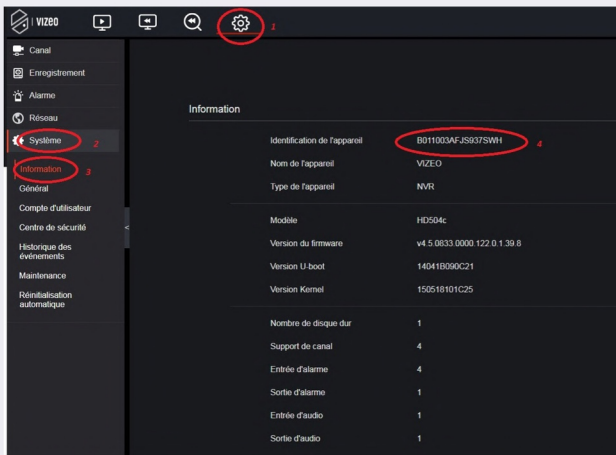 VIZEO
1
Canal
Enregistrement
Alarme
Réseau
Système 2
Information 3
Général
Compte d'utilisateur
Centre de sécurité
<
Historique des
événements
Maintenance
Réinitialisation
automatique
Information
Identification de l'appareil B011003AFJS937SWH 4
Nom de l'appareil VIZEO
Type de l'appareil NVR
Modèle HD504c
Version du firmware v4.5.0833.0000.122.0.1.39.8
Version U-boot 14041B090C21
Version Kernel 150518101C25
Nombre de disque dur 1
Support de canal 4
Entrée d'alarme 4
Sortie d'alarme 1
Entrée d'audio 1
Sortie d'audio 1